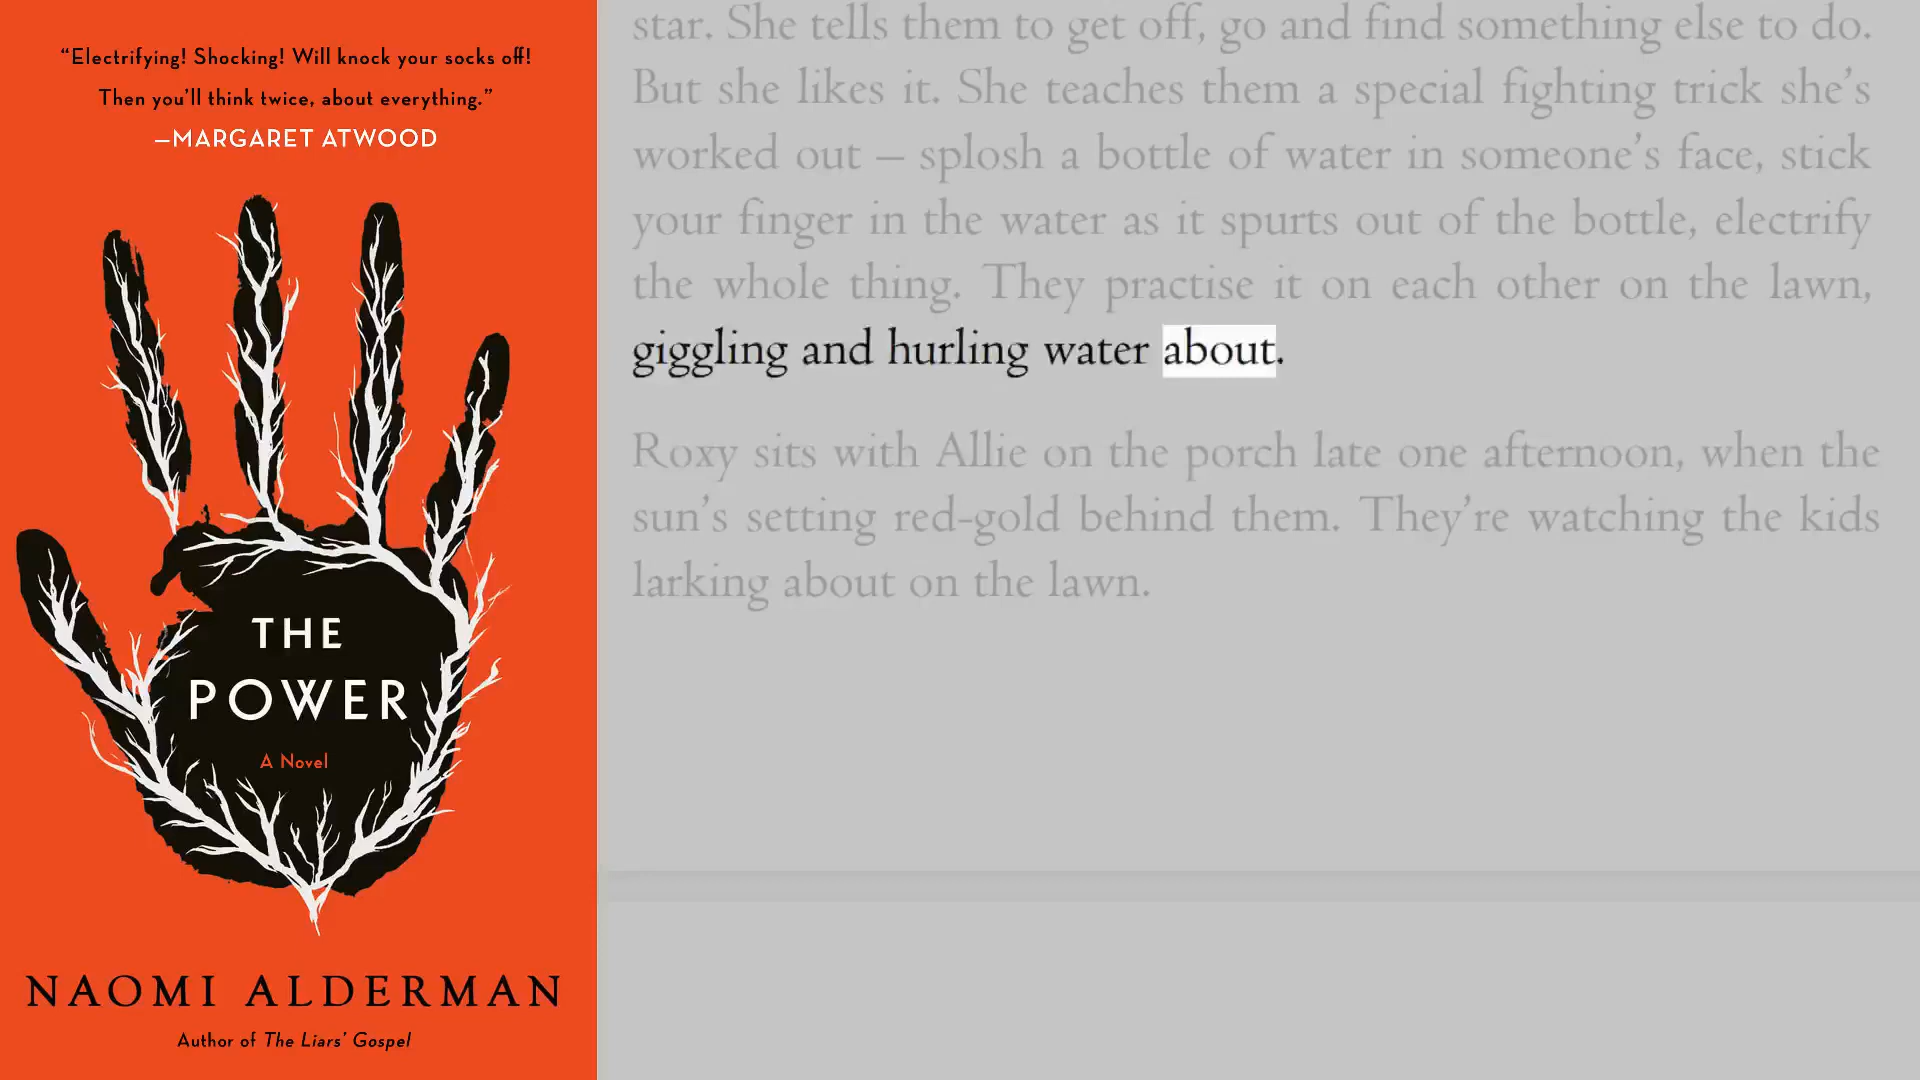 “Electrifying! Shocking! Will knock your socks off!
Then you’ll think twice, about everything.”
—MARGARET ATWOOD
THE
POWER
A Novel
NAOMI ALDERMAN
Author of The Liars’ Gospel
star. She tells them to get off, go and find something else to do.
But she likes it. She teaches them a special fighting trick she’s
worked out – splosh a bottle of water in someone’s face, stick
your finger in the water as it spurts out of the bottle, electrify
the whole thing. They practise it on each other on the lawn,
giggling and hurling water about.
Roxy sits with Allie on the porch late one afternoon, when the
sun’s setting red-gold behind them. They’re watching the kids
larking about on the lawn.